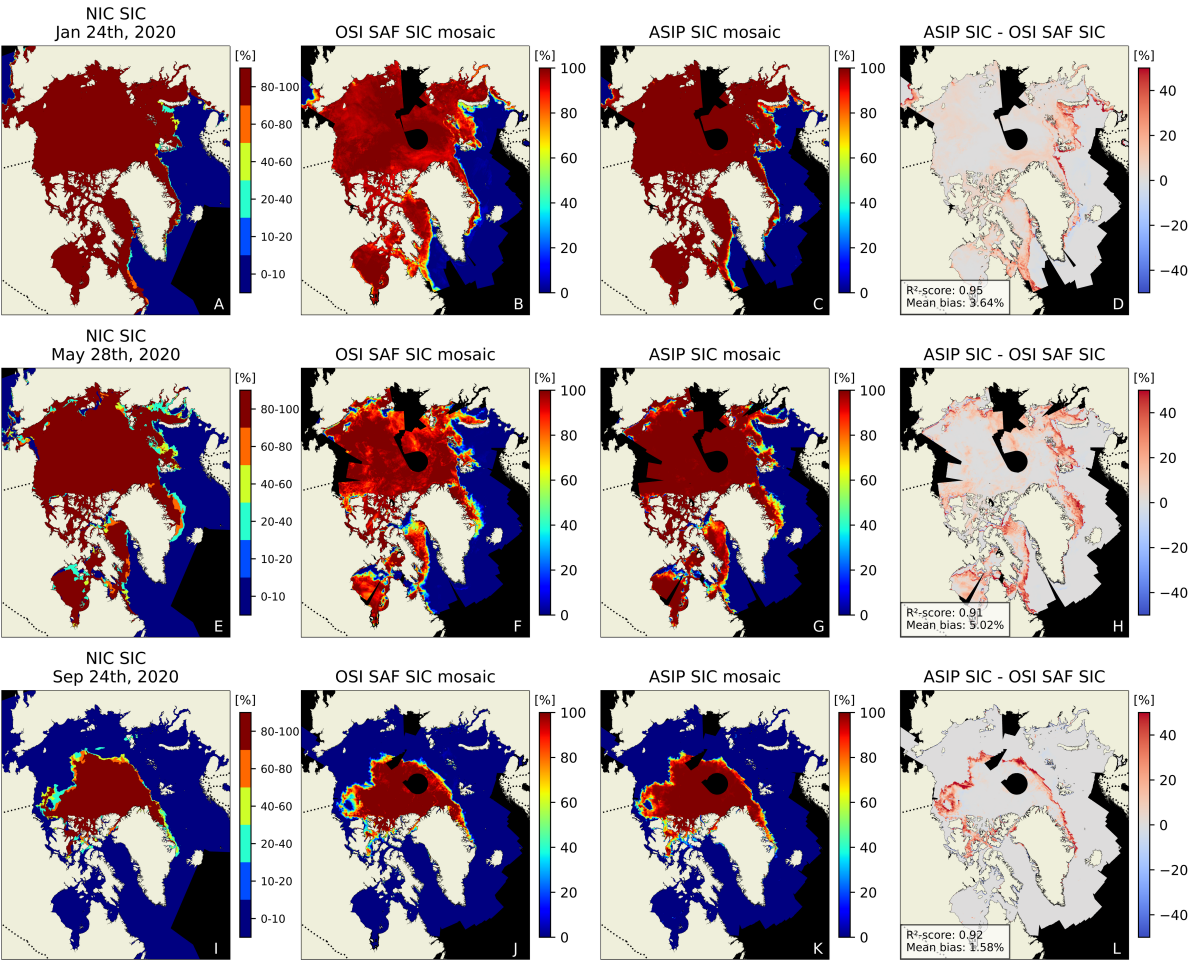 NIC SIC
Jan 24th, 2020
OSI SAF SIC mosaic
ASIP SIC mosaic
ASIP SIC - OSI SAF SIC
[%]
80-100
60-80
40-60
20-40
10-20
0-10
A
[%]
100
80
60
40
20
0
B
[%]
100
80
60
40
20
0
C
[%]
40
20
0
−20
−40
R²-score: 0.95
Mean bias: 3.64%
D
NIC SIC
May 28th, 2020
OSI SAF SIC mosaic
ASIP SIC mosaic
ASIP SIC - OSI SAF SIC
[%]
80-100
60-80
40-60
20-40
10-20
0-10
E
[%]
100
80
60
40
20
0
F
[%]
100
80
60
40
20
0
G
[%]
40
20
0
−20
−40
R²-score: 0.91
Mean bias: 5.02%
H
NIC SIC
Sep 24th, 2020
OSI SAF SIC mosaic
ASIP SIC mosaic
ASIP SIC - OSI SAF SIC
[%]
80-100
60-80
40-60
20-40
10-20
0-10
I
[%]
100
80
60
40
20
0
J
[%]
100
80
60
40
20
0
K
[%]
40
20
0
−20
−40
R²-score: 0.92
Mean bias: 1.58%
L